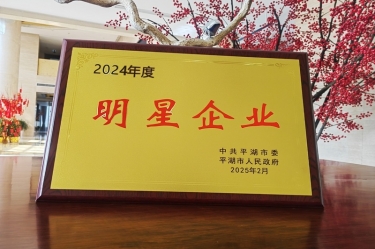 2024年度
明星企业
中共平湖市委
平湖市人民政府
2025年2月